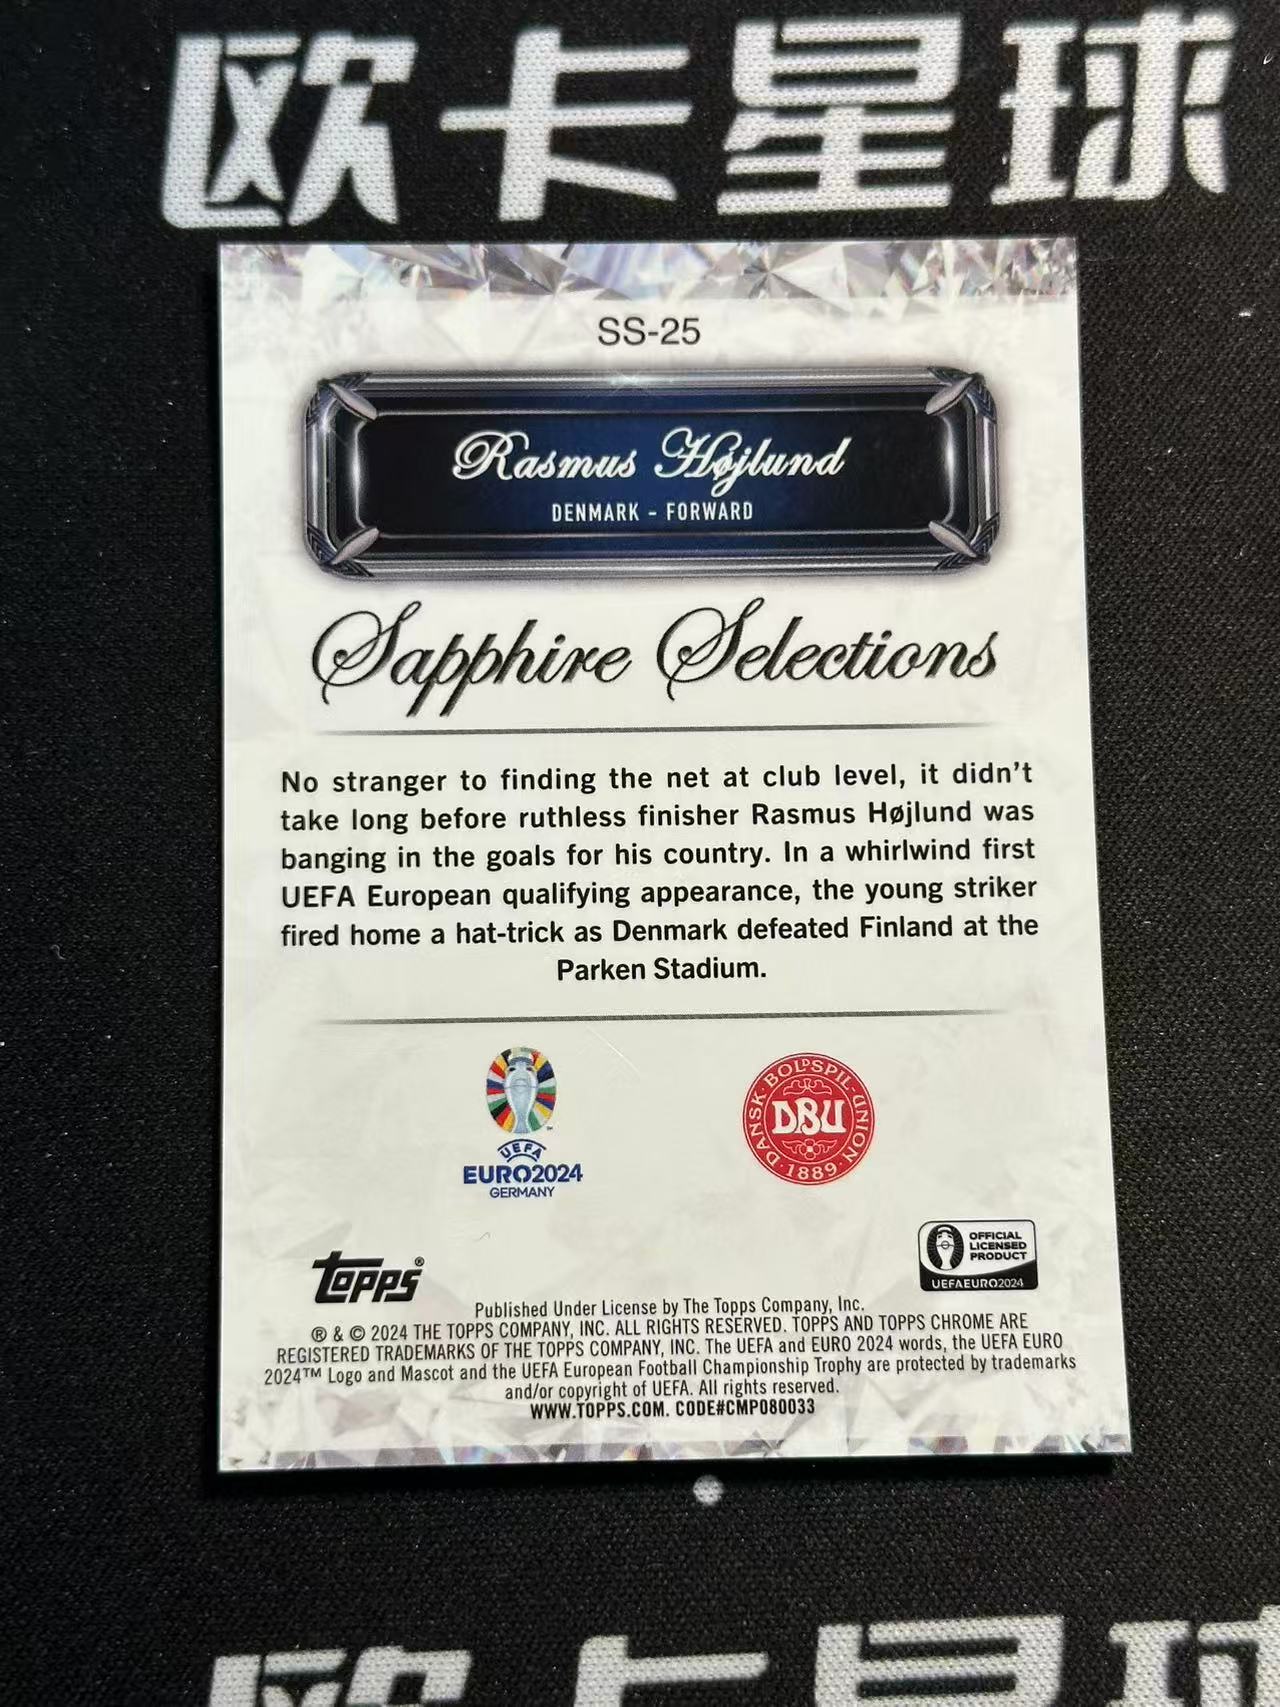 欧卡星球
SS-25
Rasmus Højlund
DENMARK - FORWARD
Sapphire Selections
No stranger to finding the net at club level, it didn't
take long before ruthless finisher Rasmus Højlund was
banging in the goals for his country. In a whirlwind first
UEFA European qualifying appearance, the young striker
fired home a hat-trick as Denmark defeated Finland at the
Parken Stadium.
UEFA
EURO2024
GERMANY
DANSK BOLDSPIL-UNION
DBU
·1889·
topps®
OFFICIAL
LICENSED
PRODUCT
UEFAEURO2024
Published Under License by The Topps Company, Inc.
® & © 2024 THE TOPPS COMPANY, INC. ALL RIGHTS RESERVED. TOPPS AND TOPPS CHROME ARE
REGISTERED TRADEMARKS OF THE TOPPS COMPANY, INC. The UEFA and EURO 2024 words, the UEFA EURO
2024™ Logo and Mascot and the UEFA European Football Championship Trophy are protected by trademarks
and/or copyright of UEFA. All rights reserved.
WWW.TOPPS.COM. CODE#CMP080033
欧卡星球